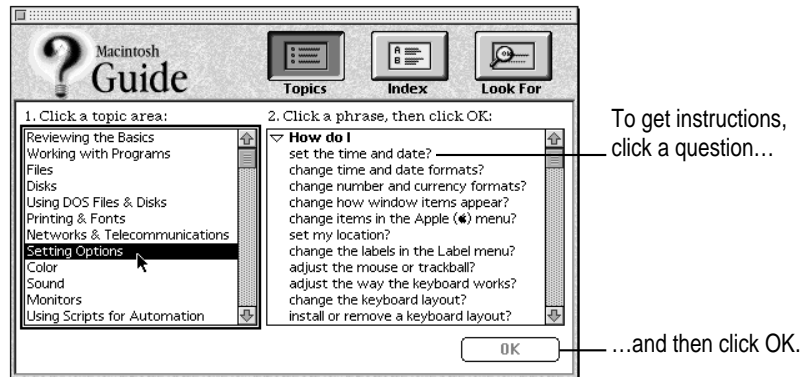 Macintosh
Guide
Topics
Index
Look For
1. Click a topic area:
Reviewing the Basics
Working with Programs
Files
Disks
Using DOS Files & Disks
Printing & Fonts
Networks & Telecommunications
Setting Options
Color
Sound
Monitors
Using Scripts for Automation
2. Click a phrase, then click OK:
How do I
set the time and date?
change time and date formats?
change number and currency formats?
change how window items appear?
change items in the Apple () menu?
set my location?
change the labels in the Label menu?
adjust the mouse or trackball?
adjust the way the keyboard works?
change the keyboard layout?
install or remove a keyboard layout?
OK
To get instructions,
click a question…
…and then click OK.